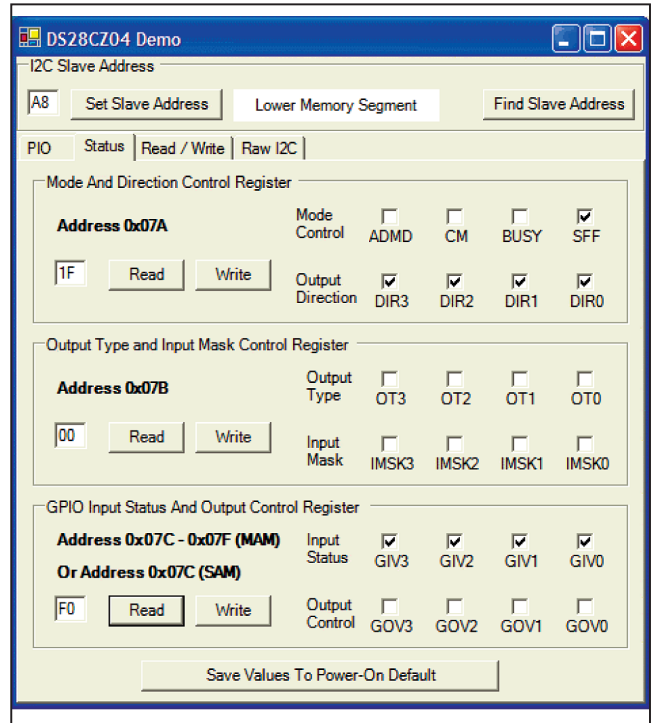 DS28CZ04 Demo
I2C Slave Address
A8 Set Slave Address Lower Memory Segment Find Slave Address
PIO Status Read / Write Raw I2C
Mode And Direction Control Register
Address 0x07A
Mode Control ADMD CM BUSY SFF
1F Read Write
Output Direction DIR3 DIR2 DIR1 DIR0
Output Type and Input Mask Control Register
Address 0x07B
Output Type OT3 OT2 OT1 OT0
00 Read Write
Input Mask IMSK3 IMSK2 IMSK1 IMSK0
GPIO Input Status And Output Control Register
Address 0x07C - 0x07F (MAM)
Or Address 0x07C (SAM)
Input Status GIV3 GIV2 GIV1 GIV0
F0 Read Write
Output Control GOV3 GOV2 GOV1 GOV0
Save Values To Power-On Default